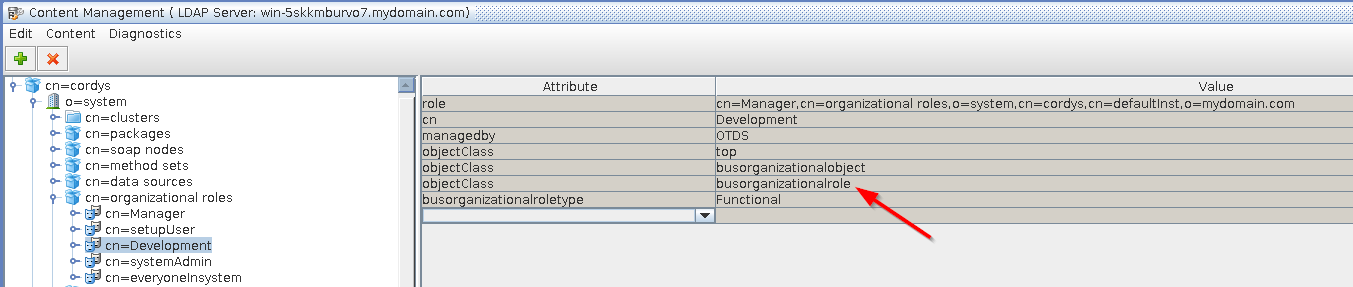 Content Management ( LDAP Server: win-5skkmburvo7.mydomain.com)
Edit Content Diagnostics
cn=cordys
o=system
cn=clusters
cn=packages
cn=soap nodes
cn=method sets
cn=data sources
cn=organizational roles
cn=Manager
cn=setupUser
cn=Development
cn=systemAdmin
cn=everyoneInsystem
Attribute Value
role cn=Manager,cn=organizational roles,o=system,cn=cordys,cn=defaultInst,o=mydomain.com
cn Development
managedby OTDS
objectClass top
objectClass busorganizationalobject
objectClass busorganizationalrole
busorganizationalroletype Functional